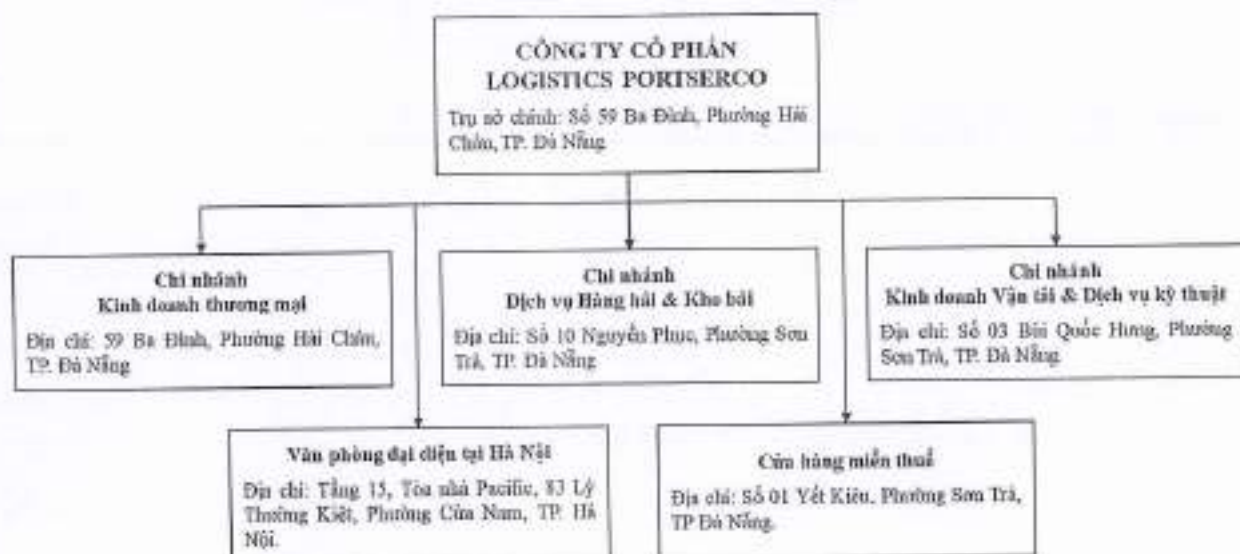 CÔNG TY CỔ PHẦN
LOGISTICS PORTSERCO
Trụ sở chính: Số 59 Ba Đình, Phường Hải
Châu, TP. Đà Nẵng
Chi nhánh
Kinh doanh thương mại
Địa chỉ: 59 Ba Đình, Phường Hải Châu,
TP. Đà Nẵng
Chi nhánh
Dịch vụ Hàng hải & Kho bãi
Địa chỉ: Số 10 Nguyễn Phục, Phường Sơn
Trà, TP. Đà Nẵng
Chi nhánh
Kinh doanh Vận tải & Dịch vụ kỹ thuật
Địa chỉ: Số 03 Bùi Quốc Hưng, Phường
Sơn Trà, TP. Đà Nẵng
Văn phòng đại diện tại Hà Nội
Địa chỉ: Tầng 15, Tòa nhà Pacific, 83 Lý
Thường Kiệt, Phường Cửa Nam, TP. Hà
Nội.
Cửa hàng miễn thuế
Địa chỉ: Số 01 Yết Kiêu, Phường Sơn Trà,
TP Đà Nẵng.